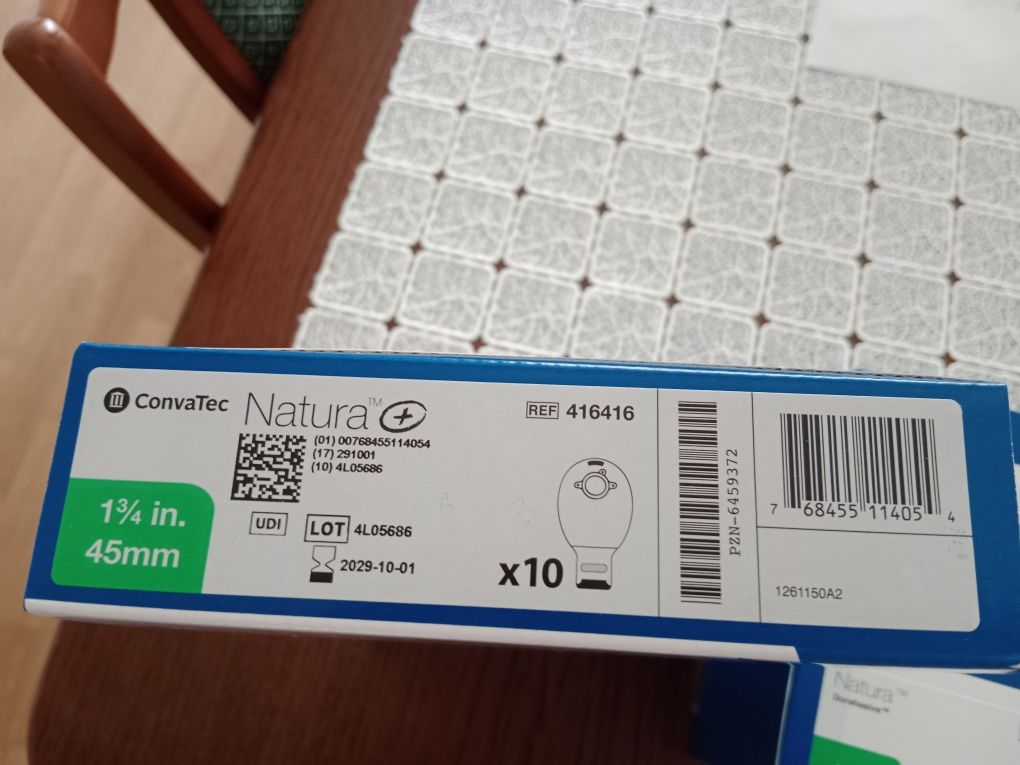 ConvaTec Natura™ +
REF 416416
(01) 00768455114054
(17) 291001
(10) 4L05686
1¾ in.
45mm
UDI
LOT 4L05686
2029-10-01
x10
PZN-6459372
7 68455 11405 4
1261150A2
Natura™
Durahesive™